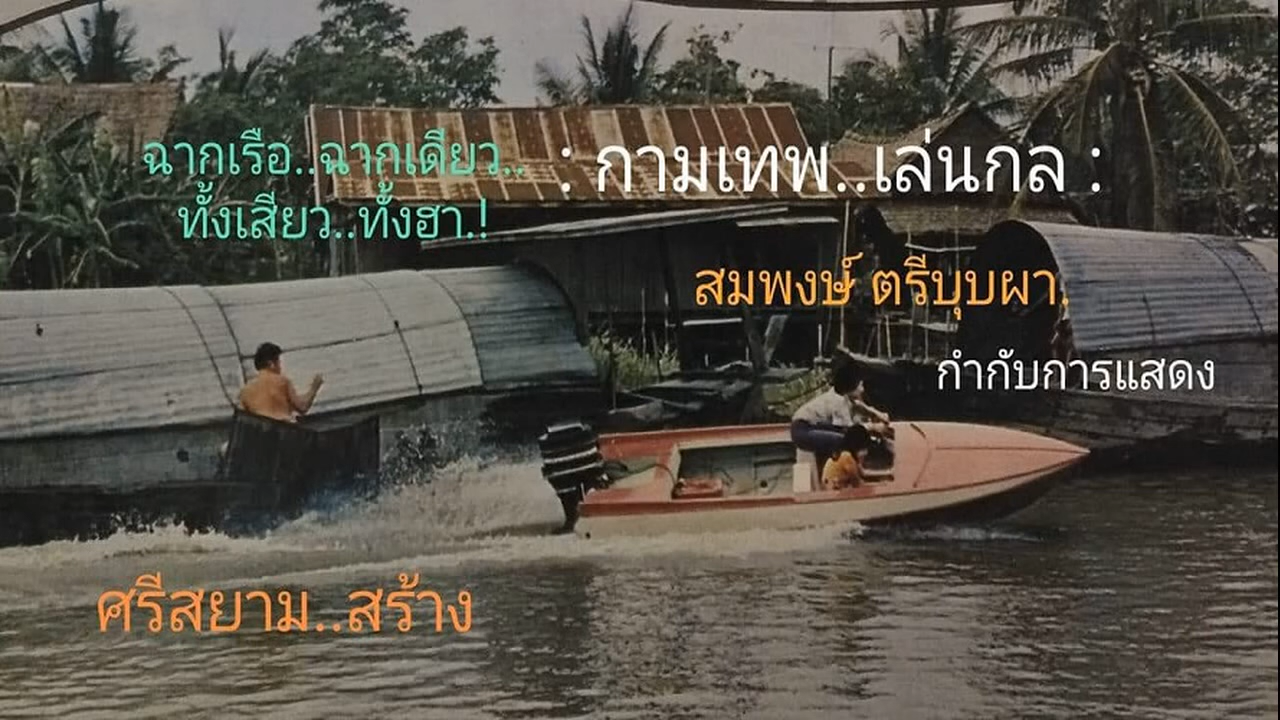 ฉากเรือ..ฉากเดียว..
ทั้งเสียว..ทั้งฮา.!
: กามเทพ..เล่นกล :
สมพงษ์ ตรีบุบผา.
กำกับการแสดง
ศรีสยาม..สร้าง